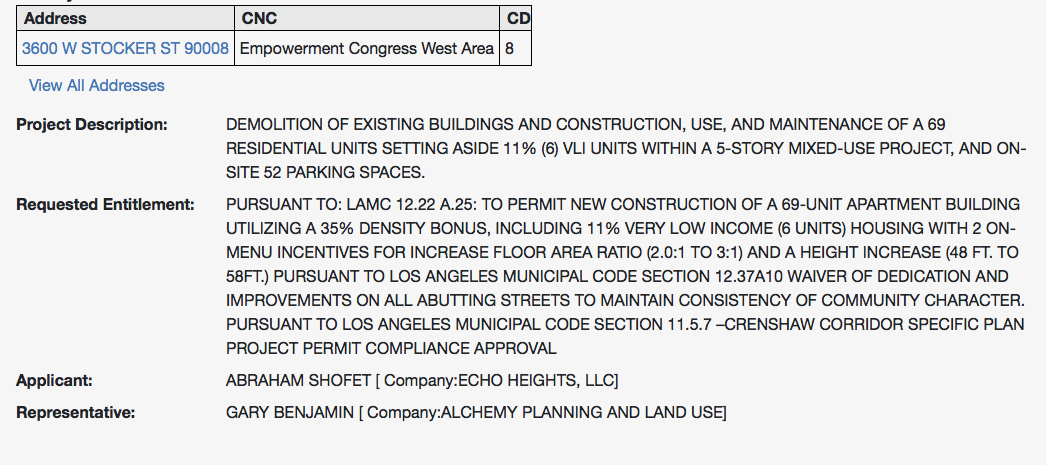 Address CNC CD
3600 W STOCKER ST 90008 Empowerment Congress West Area 8
View All Addresses
Project Description: DEMOLITION OF EXISTING BUILDINGS AND CONSTRUCTION, USE, AND MAINTENANCE OF A 69
RESIDENTIAL UNITS SETTING ASIDE 11% (6) VLI UNITS WITHIN A 5-STORY MIXED-USE PROJECT, AND ON-
SITE 52 PARKING SPACES.
Requested Entitlement: PURSUANT TO: LAMC 12.22 A.25: TO PERMIT NEW CONSTRUCTION OF A 69-UNIT APARTMENT BUILDING
UTILIZING A 35% DENSITY BONUS, INCLUDING 11% VERY LOW INCOME (6 UNITS) HOUSING WITH 2 ON-
MENU INCENTIVES FOR INCREASE FLOOR AREA RATIO (2.0:1 TO 3:1) AND A HEIGHT INCREASE (48 FT. TO
58FT.) PURSUANT TO LOS ANGELES MUNICIPAL CODE SECTION 12.37A10 WAIVER OF DEDICATION AND
IMPROVEMENTS ON ALL ABUTTING STREETS TO MAINTAIN CONSISTENCY OF COMMUNITY CHARACTER.
PURSUANT TO LOS ANGELES MUNICIPAL CODE SECTION 11.5.7 –CRENSHAW CORRIDOR SPECIFIC PLAN
PROJECT PERMIT COMPLIANCE APPROVAL
Applicant: ABRAHAM SHOFET [ Company:ECHO HEIGHTS, LLC]
Representative: GARY BENJAMIN [ Company:ALCHEMY PLANNING AND LAND USE]